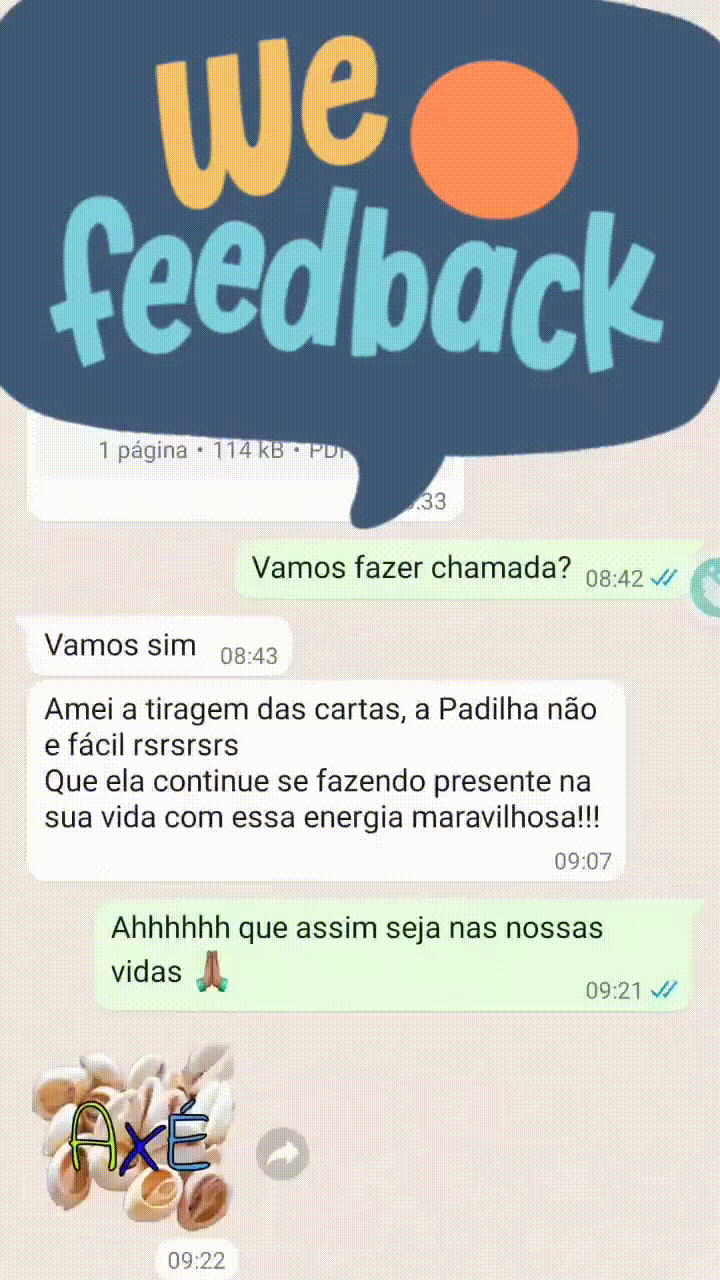 we
feedback
1 página • 114 kB • PDF
.33
Vamos fazer chamada? 08:42
Vamos sim 08:43
Amei a tiragem das cartas, a Padilha não
e fácil rsrsrsrs
Que ela continue se fazendo presente na
sua vida com essa energia maravilhosa!!!
09:07
Ahhhhhh que assim seja nas nossas
vidas 🙏🏾
09:21
AXÉ
09:22